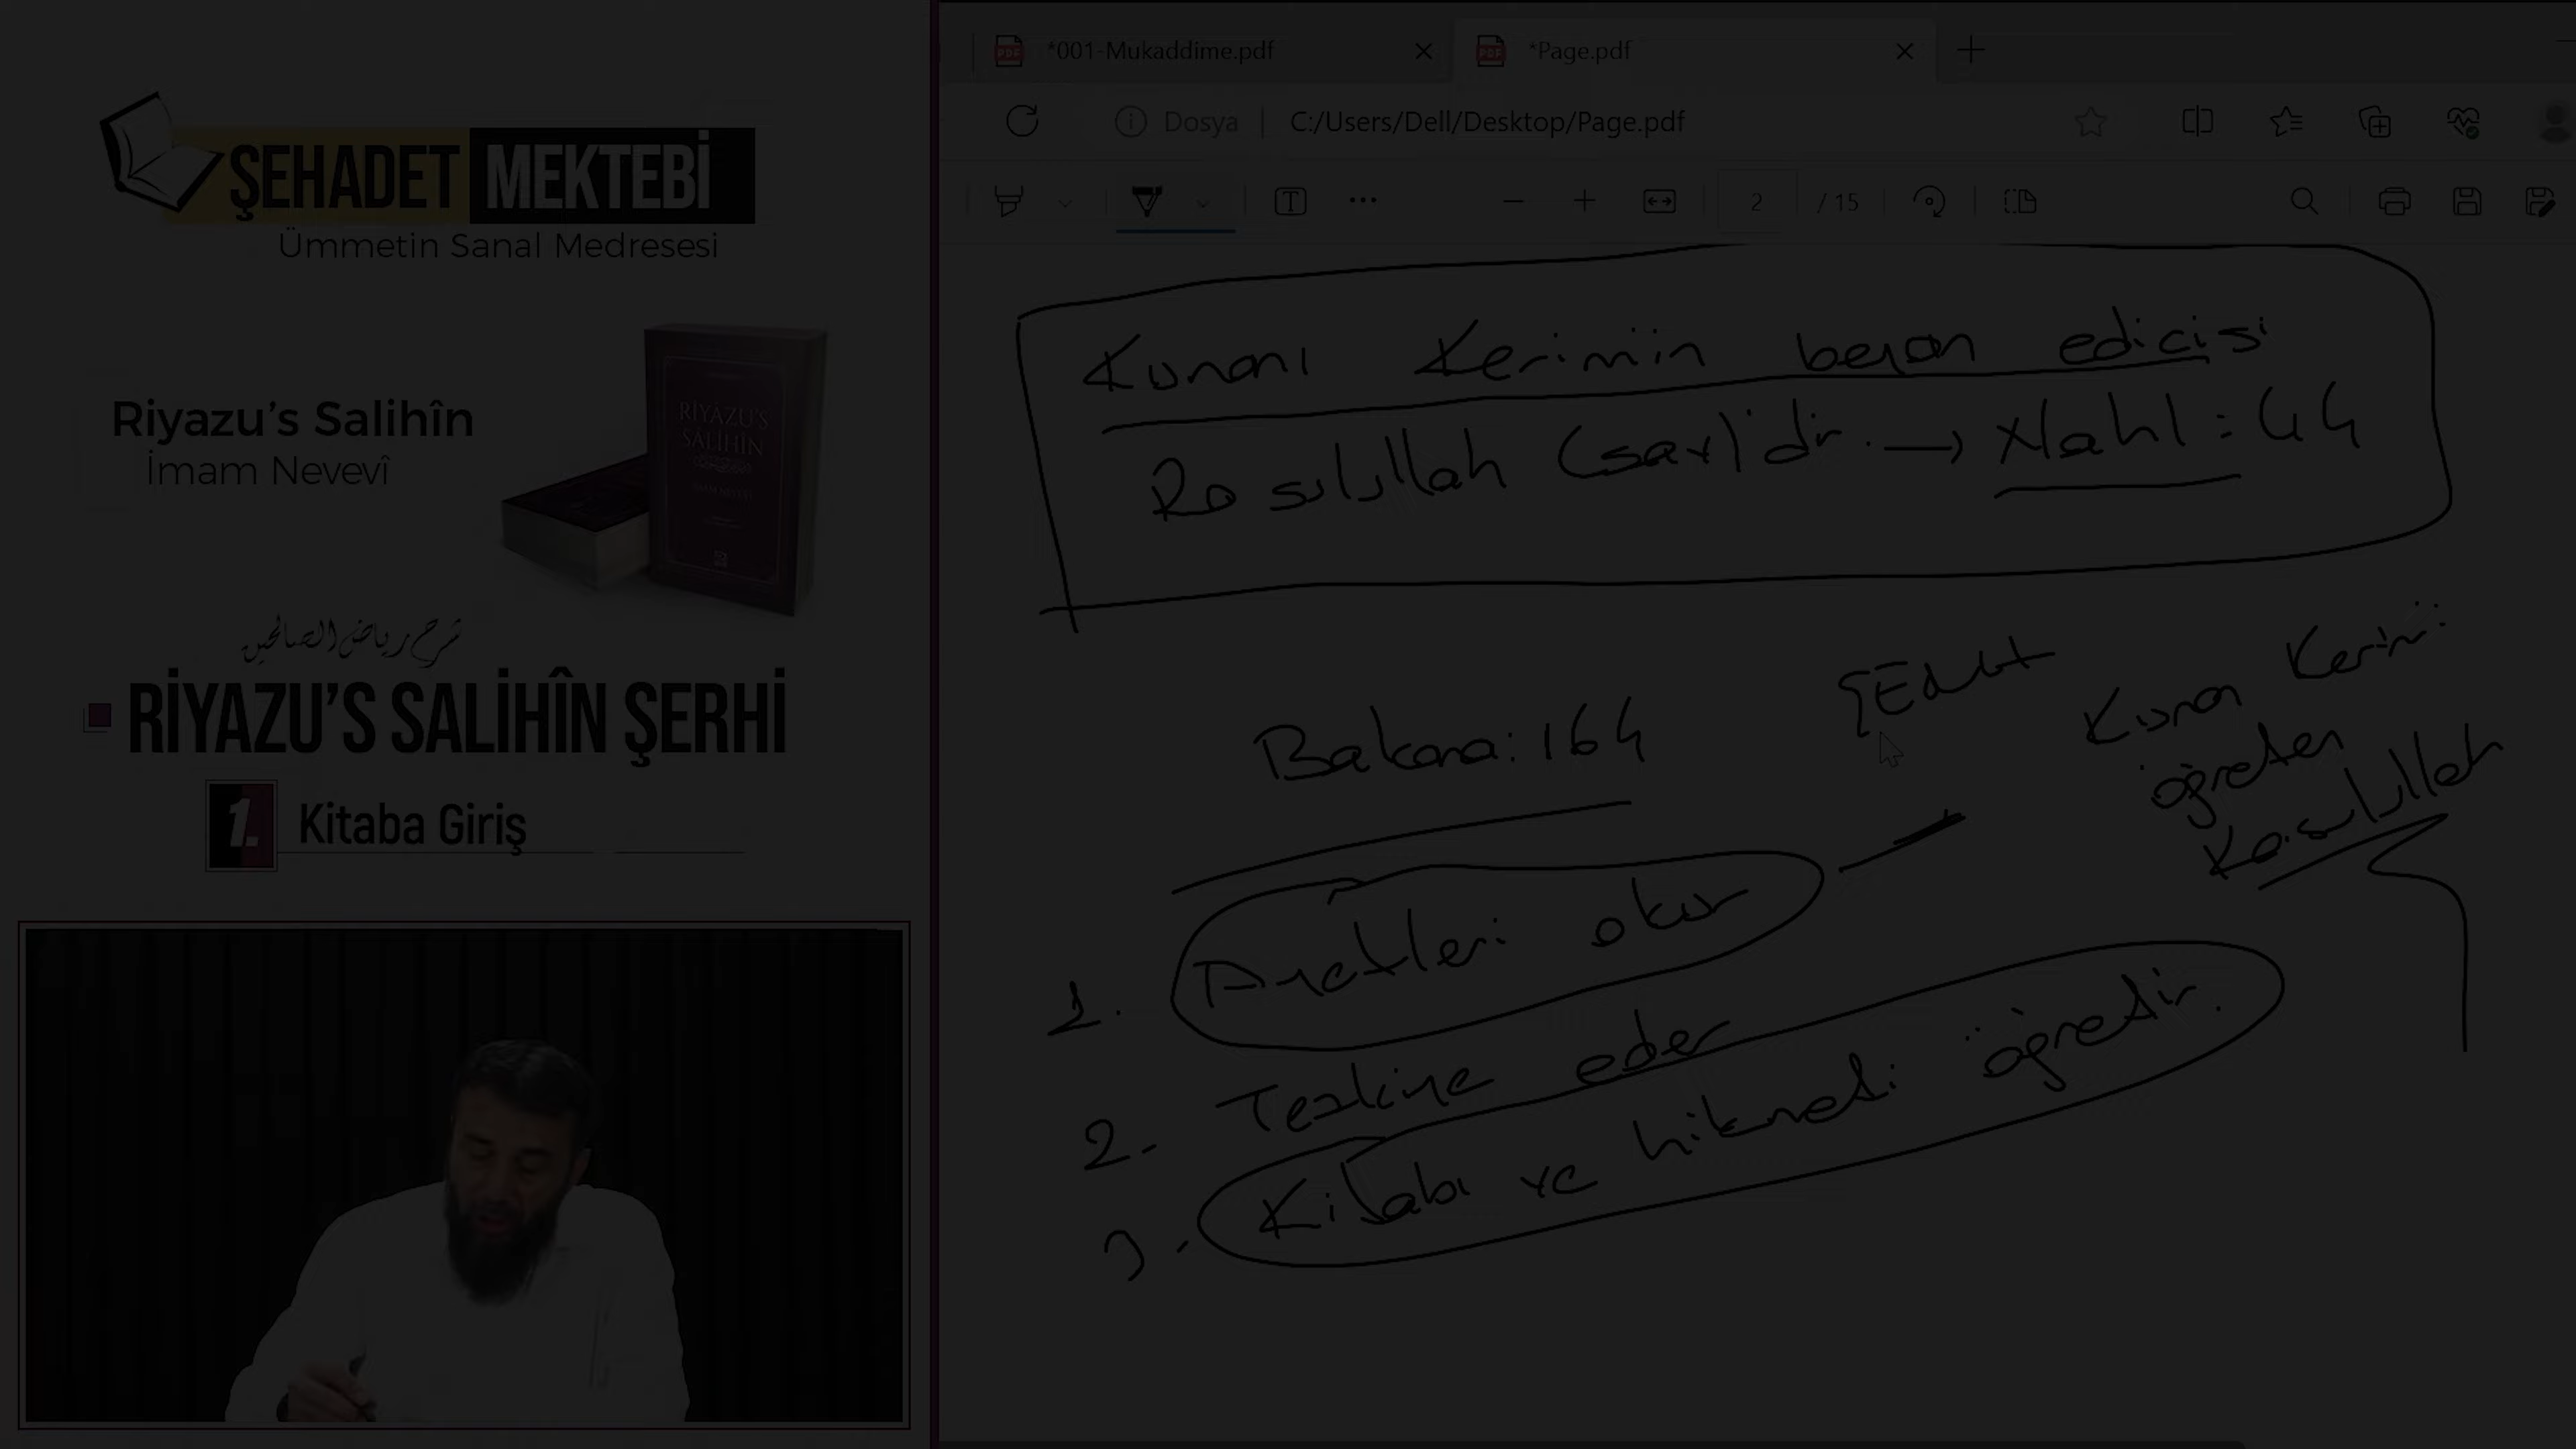 ŞEHADET MEKTEBİ
Ümmetin Sanal Medresesi
Riyazu's Salihîn
İmam Nevevî
RİYÂZU'S
SÂLİHÎN
شرح رياض الصالحين
RİYAZU'S SALİHÎN ŞERHİ
1. Kitaba Giriş
*001-Mukaddime.pdf
*Page.pdf
Dosya
C:/Users/Dell/Desktop/Page.pdf
2 / 15
Kuranı Kerimin beyan edicisi
Rasulullah (sav)'dir. → Nahl: 44
Bakara: 164
Kuran Kerimi
öğreten
Rasulullah
1. Ayetleri okur
2. Tezkiye eder
3. Kitabı ve hikmeti öğretir.